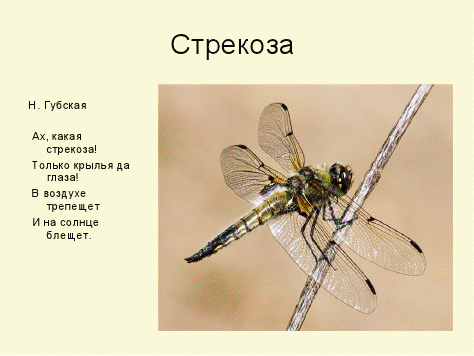 Стрекоза
Н. Губская
Ах, какая
стрекоза!
Только крылья да
глаза!
В воздухе
трепещет
И на солнце
блещет.